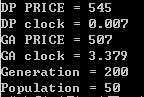 DP PRICE = 545
DP clock = 0.007
GA PRICE = 507
GA clock = 3.379
Generation = 200
Population = 50